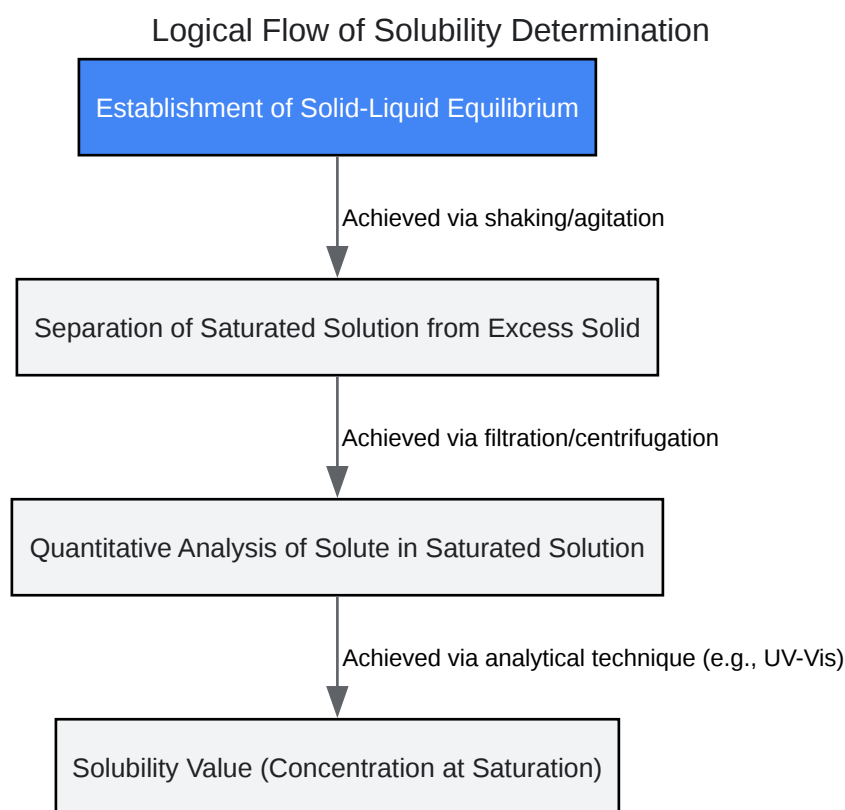 Logical Flow of Solubility Determination
Establishment of Solid-Liquid Equilibrium
Achieved via shaking/agitation
Separation of Saturated Solution from Excess Solid
Achieved via filtration/centrifugation
Quantitative Analysis of Solute in Saturated Solution
Achieved via analytical technique (e.g., UV-Vis)
Solubility Value (Concentration at Saturation)